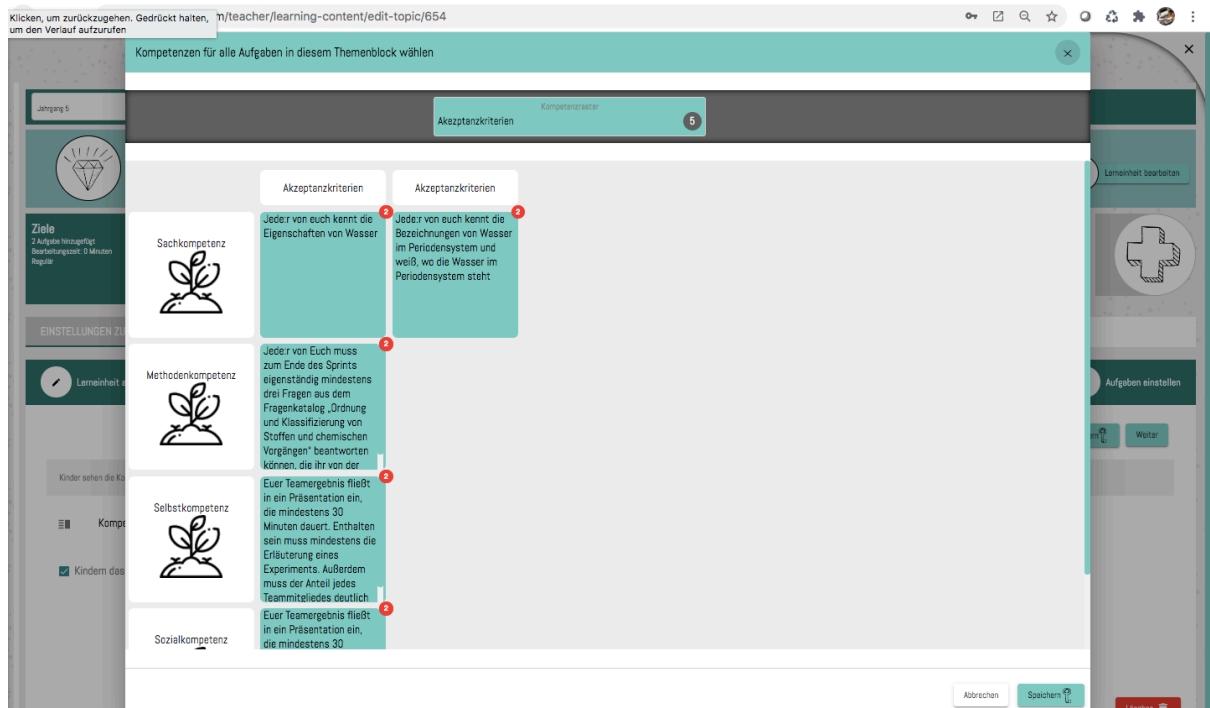 Klicken, um zurückzugehen. Gedrückt halten,
um den Verlauf aufzurufen
m/teacher/learning-content/edit-topic/654
Kompetenzen für alle Aufgaben in diesem Themenblock wählen
Jahrgang 5
Kompetenzraster
Akezptanzkriterien
5
Lerneinheit bearbeiten
Akzeptanzkriterien
Akzeptanzkriterien
Ziele
2 Aufgabe hinzugefügt
Bearbeitungszeit: 0 Minuten
Regulär
Sachkompetenz
2
Jede:r von euch kennt die
Eigenschaften von Wasser
2
Jede:r von euch kennt die
Bezeichnungen von Wasser
im Periodensystem und
weiß, wo die Wasser im
Periodensystem steht
EINSTELLUNGEN ZU
Lerneinheit a
Methodenkompetenz
2
Jede:r von Euch muss
zum Ende des Sprints
eigenständig mindestens
drei Fragen aus dem
Fragenkatalog „Ordnung
und Klassifizierung von
Stoffen und chemischen
Vorgängen" beantworten
können, die ihr von der
Aufgaben einstellen
rn
Weiter
Kinder sehen die Ko
Kompe
Kindern das
Selbstkompetenz
2
Euer Teamergebnis fließt
in ein Präsentation ein,
die mindestens 30
Minuten dauert. Enthalten
sein muss mindestens die
Erläuterung eines
Experiments. Außerdem
muss der Anteil jedes
Teammitgliedes deutlich
Sozialkompetenz
2
Euer Teamergebnis fließt
in ein Präsentation ein,
die mindestens 30
Abbrechen
Speichern